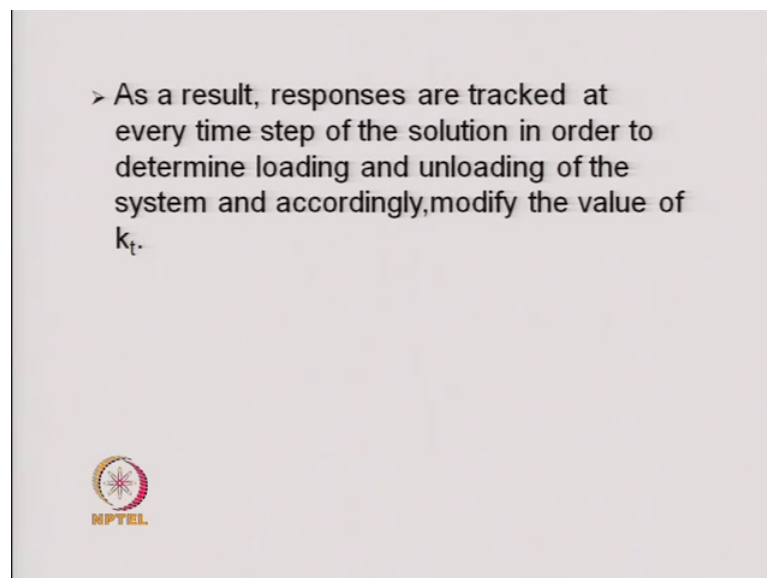 ➢ As a result, responses are tracked at
every time step of the solution in order to
determine loading and unloading of the
system and accordingly,modify the value of
kₜ.
NPTEL